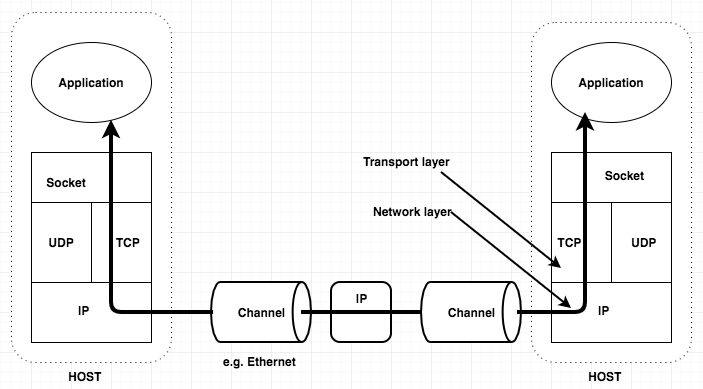 Application
Application
Transport layer
Socket
Socket
Network layer
UDP
TCP
TCP
UDP
IP
Channel
IP
Channel
IP
e.g. Ethernet
HOST
HOST